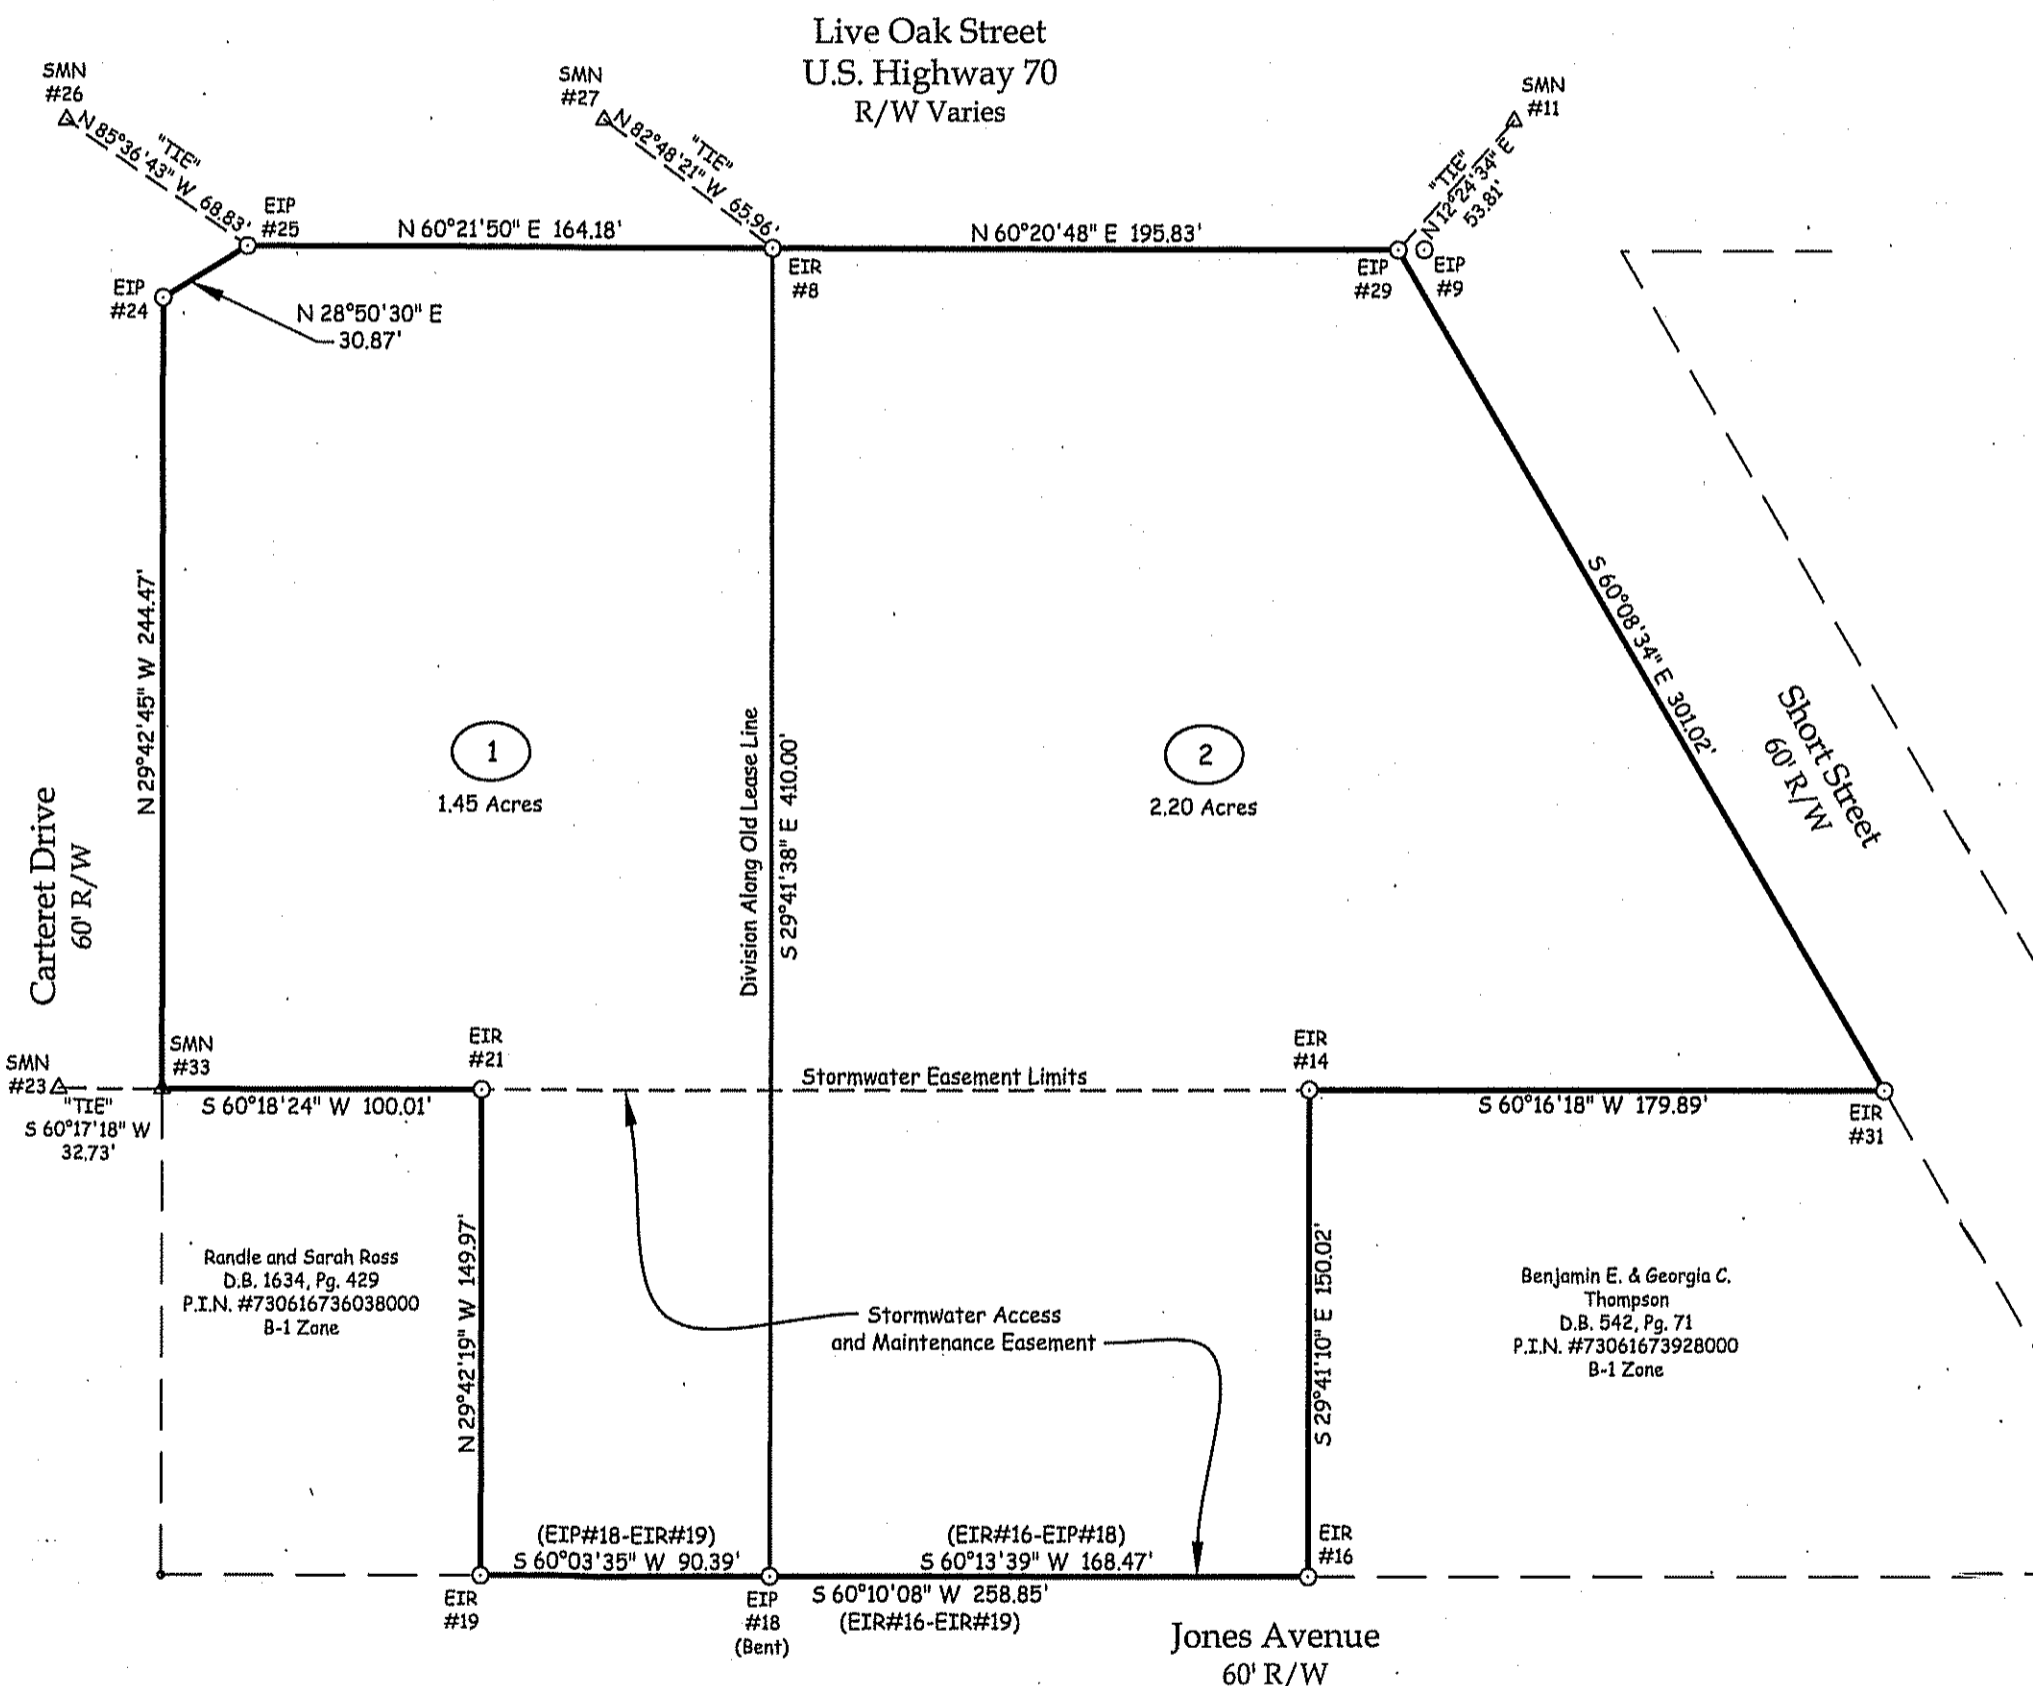 Live Oak Street
U.S. Highway 70
R/W Varies
SMN
#26
N 85°36'43" W 68.83'
"TIE"
SMN
#27
N 82°48'21" W 65.96'
"TIE"
SMN
#11
"TIE"
N 12°24'34" E
53.81'
EIP
#25
N 60°21'50" E 164.18'
N 60°20'48" E 195.83'
EIR
#8
EIP
#29
EIP
#9
EIP
#24
N 28°50'30" E
30.87'
N 29°42'45" W 244.47'
Division Along Old Lease Line
S 29°41'38" E 410.00'
S 60°08'34" E 301.02'
Short Street
60' R/W
1
1.45 Acres
2
2.20 Acres
Carteret Drive
60' R/W
SMN
#23
"TIE"
S 60°17'18" W
32.73'
SMN
#33
S 60°18'24" W 100.01'
EIR
#21
Stormwater Easement Limits
EIR
#14
S 60°16'18" W 179.89'
EIR
#31
Randle and Sarah Ross
D.B. 1634, Pg. 429
P.I.N. #730616736038000
B-1 Zone
N 29°42'19" W 149.97'
Stormwater Access
and Maintenance Easement
S 29°41'10" E 150.02'
Benjamin E. & Georgia C.
Thompson
D.B. 542, Pg. 71
P.I.N. #73061673928000
B-1 Zone
(EIP#18-EIR#19)
S 60°03'35" W 90.39'
(EIR#16-EIP#18)
S 60°13'39" W 168.47'
EIR
#16
EIR
#19
EIP
#18
(Bent)
S 60°10'08" W 258.85'
(EIR#16-EIR#19)
Jones Avenue
60' R/W